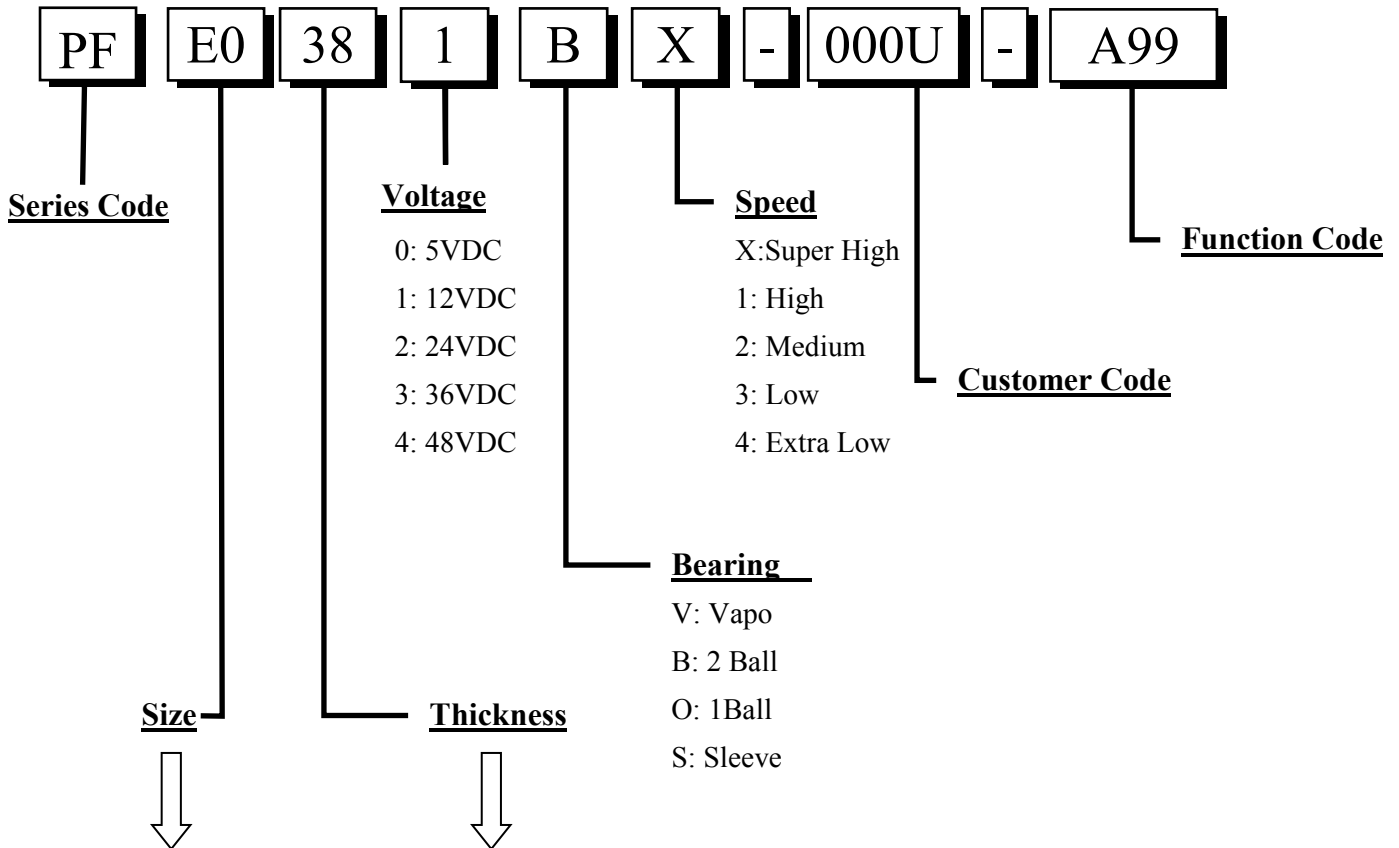 PF E0 38 1 B X - 000U - A99
Series Code
Voltage
0: 5VDC
1: 12VDC
2: 24VDC
3: 36VDC
4: 48VDC
Speed
X:Super High
1: High
2: Medium
3: Low
4: Extra Low
Function Code
Customer Code
Bearing
V: Vapo
B: 2 Ball
O: 1Ball
S: Sleeve
Size
Thickness